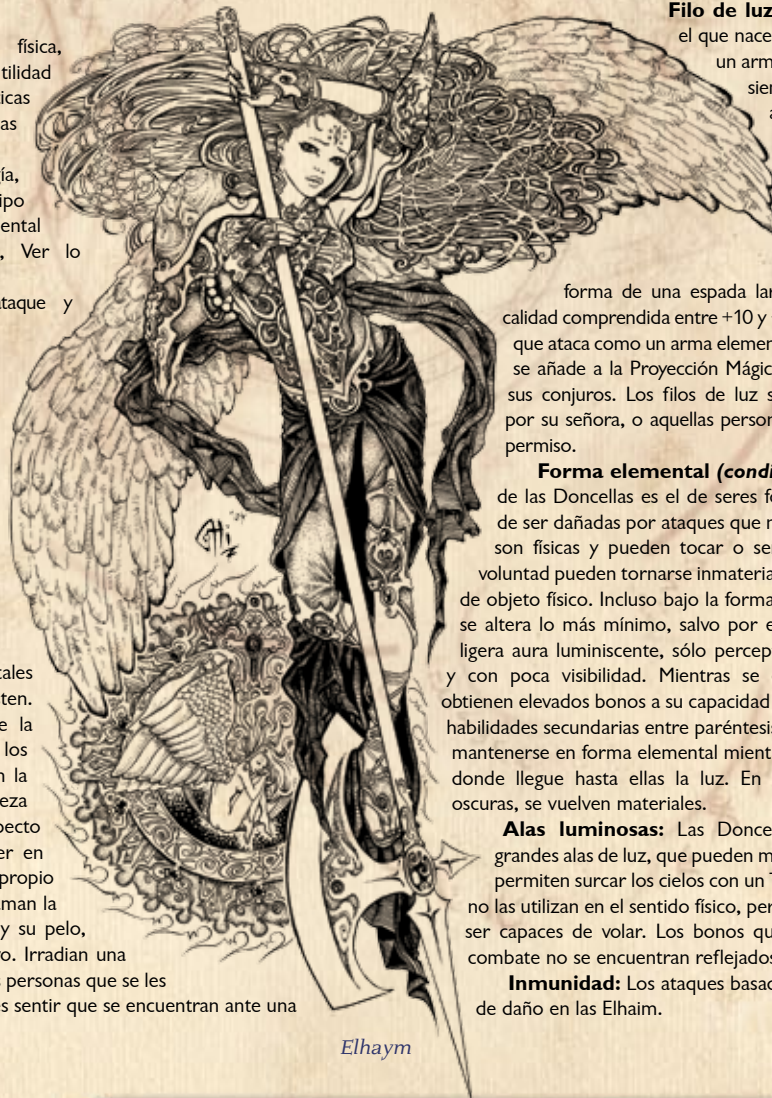 física,
tilidad
icas
as
ía,
ipo
ental
, Ver lo
ataque y
tales
ten.
e la
los
n la
eza
pecto
er en
propio
aman la
y su pelo,
o. Irradian una
s personas que se les
es sentir que se encuentran ante una
Filo de luz
el que nace
un arm
sien
a
forma de una espada lar
calidad comprendida entre +10 y
que ataca como un arma elemen
se añade a la Proyección Mágic
sus conjuros. Los filos de luz s
por su señora, o aquellas person
permiso.
Forma elemental (condi
de las Doncellas es el de seres f
de ser dañadas por ataques que n
son físicas y pueden tocar o se
voluntad pueden tornarse inmateria
de objeto físico. Incluso bajo la forma
se altera lo más mínimo, salvo por e
ligera aura luminiscente, sólo percep
y con poca visibilidad. Mientras se
obtienen elevados bonos a su capacidad
habilidades secundarias entre paréntesis
mantenerse en forma elemental mient
donde llegue hasta ellas la luz. En
oscuras, se vuelven materiales.
Alas luminosas: Las Donce
grandes alas de luz, que pueden m
permiten surcar los cielos con un T
no las utilizan en el sentido físico, per
ser capaces de volar. Los bonos qu
combate no se encuentran reflejados
Inmunidad: Los ataques basad
de daño en las Elhaim.
Elhaym